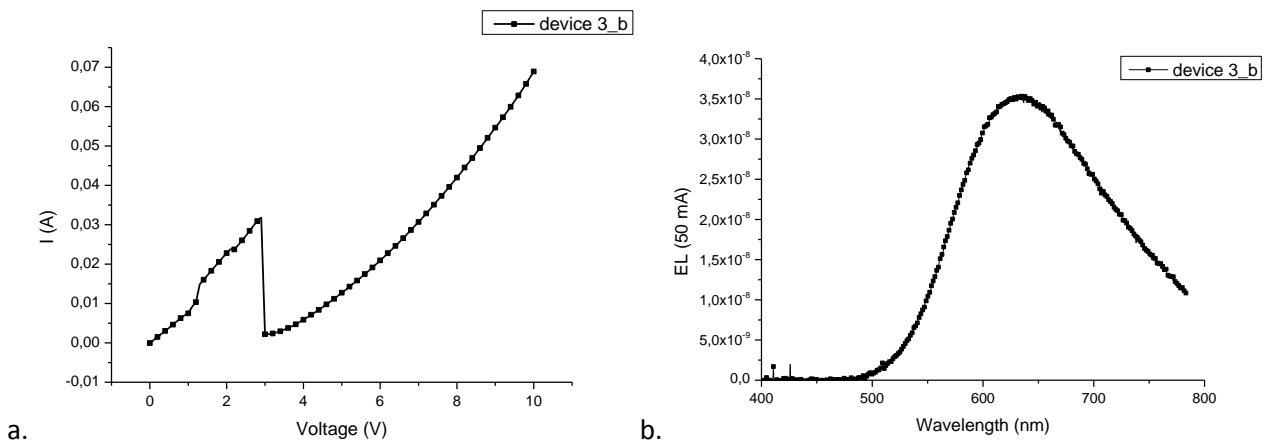 device 3_b
0,07
0,06
0,05
0,04
0,03
0,02
0,01
0,00
-0,01
I (A)
0 2 4 6 8 10
Voltage (V)
a.
device 3_b
4,0x10⁻⁸
3,5x10⁻⁸
3,0x10⁻⁸
2,5x10⁻⁸
2,0x10⁻⁸
1,5x10⁻⁸
1,0x10⁻⁸
5,0x10⁻⁹
0,0
EL (50 mA)
400 500 600 700 800
Wavelength (nm)
b.